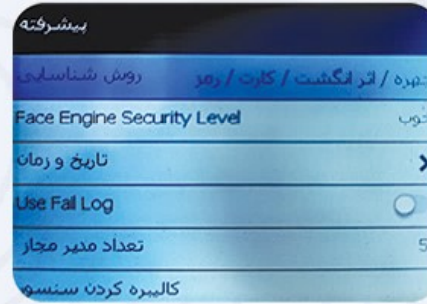 پیشرفته
روش شناسایی چهره / اثر انگشت / کارت / رمز
Face Engine Security Level خوب
تاریخ و زمان
Use Fail Log
تعداد مدیر مجاز 5
کالیبره کردن سنسور